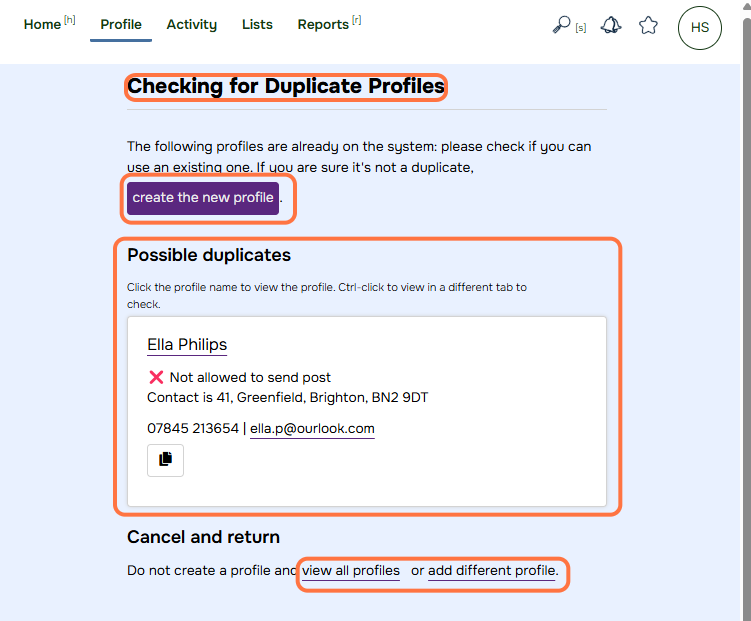 Home [h] Profile Activity Lists Reports [r] [s] HS
Checking for Duplicate Profiles
The following profiles are already on the system: please check if you can
use an existing one. If you are sure it's not a duplicate,
create the new profile .
Possible duplicates
Click the profile name to view the profile. Ctrl-click to view in a different tab to
check.
Ella Philips
❌ Not allowed to send post
Contact is 41, Greenfield, Brighton, BN2 9DT
07845 213654 | ella.p@ourlook.com
Cancel and return
Do not create a profile and view all profiles or add different profile.